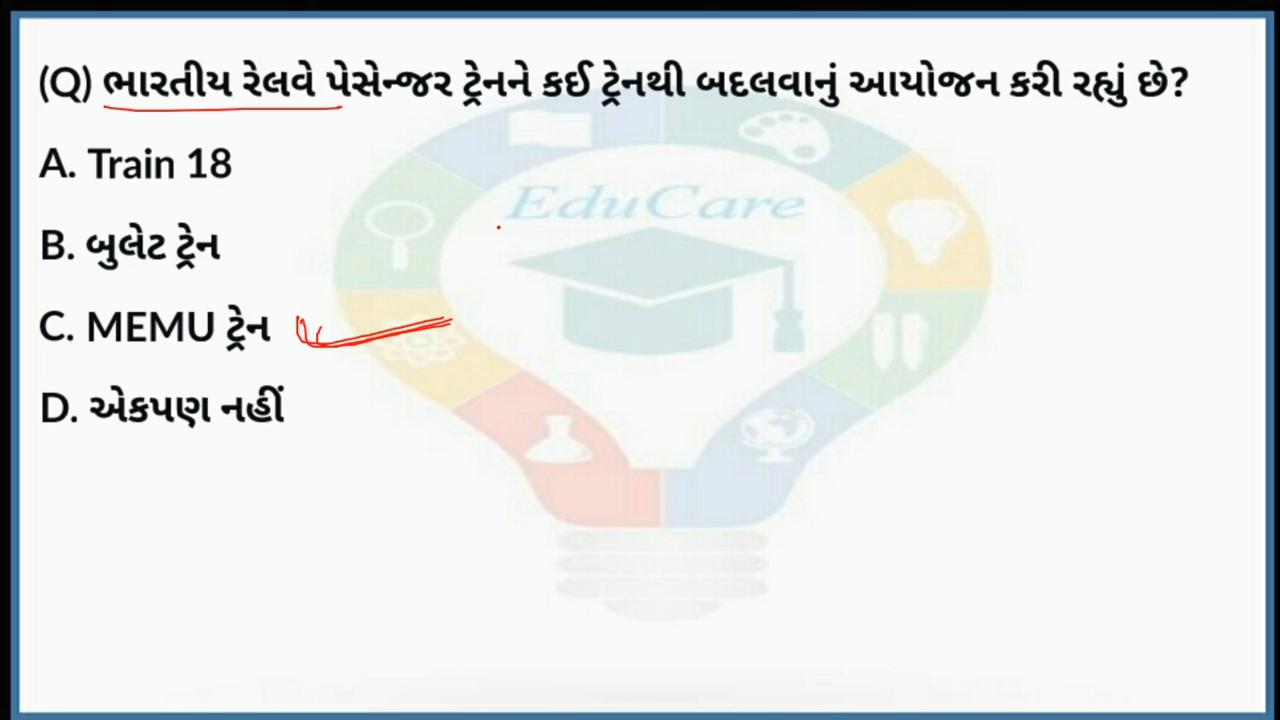 (Q) ભારતીય રેલવે પેસેન્જર ટ્રેનને કઈ ટ્રેનથી બદલવાનું આયોજન કરી રહ્યું છે?
A. Train 18
EduCare
B. બુલેટ ટ્રેન
C. MEMU ટ્રેન
D. એકપણ નહીં